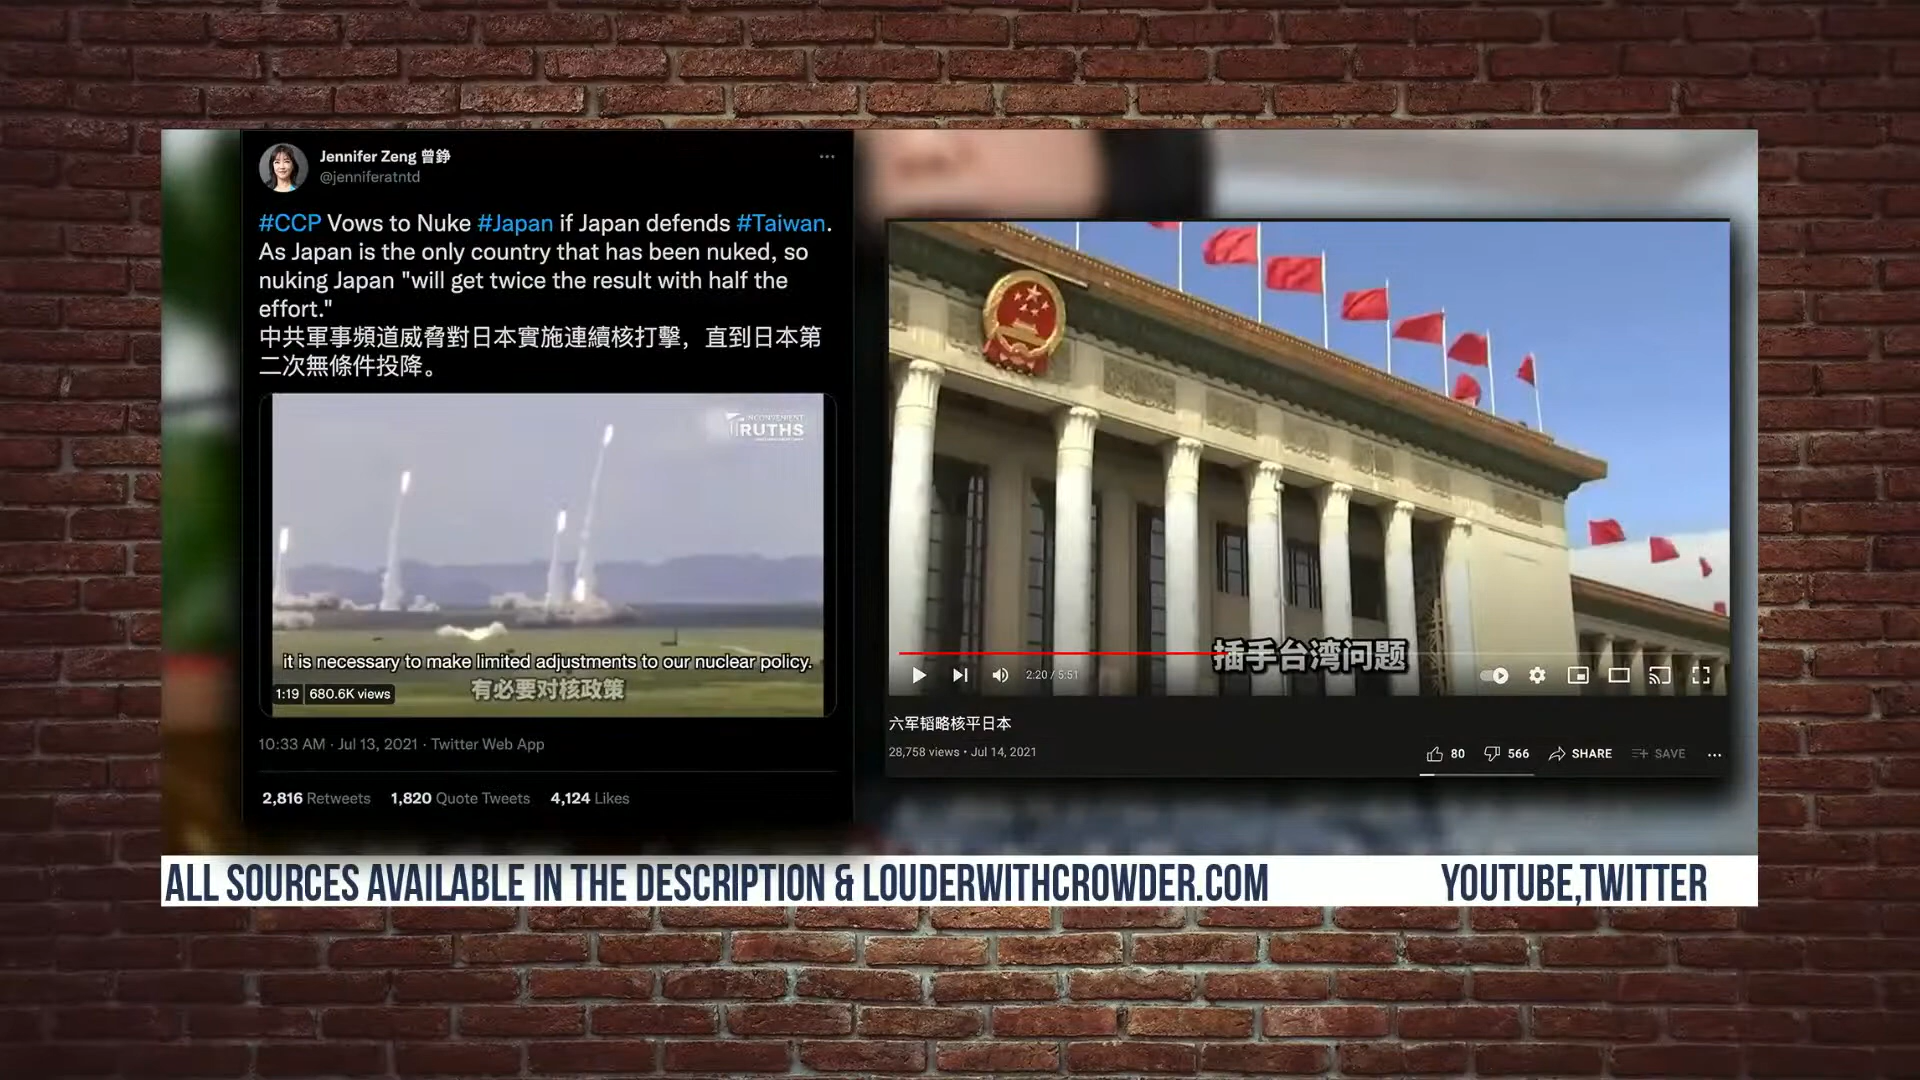 Jennifer Zeng 曾錚
@jenniferatntd
#CCP Vows to Nuke #Japan if Japan defends #Taiwan.
As Japan is the only country that has been nuked, so
nuking Japan "will get twice the result with half the
effort."
中共軍事頻道威脅對日本實施連續核打擊，直到日本第
二次無條件投降。
INCONVENIENT
TRUTHS
it is necessary to make limited adjustments to our nuclear policy.
有必要对核政策
1:19 680.6K views
10:33 AM · Jul 13, 2021 · Twitter Web App
2,816 Retweets 1,820 Quote Tweets 4,124 Likes
插手台湾问题
2:20 / 5:51
六军韬略核平日本
28,758 views • Jul 14, 2021
80 566 SHARE SAVE
ALL SOURCES AVAILABLE IN THE DESCRIPTION & LOUDERWITHCROWDER.COM
YOUTUBE,TWITTER